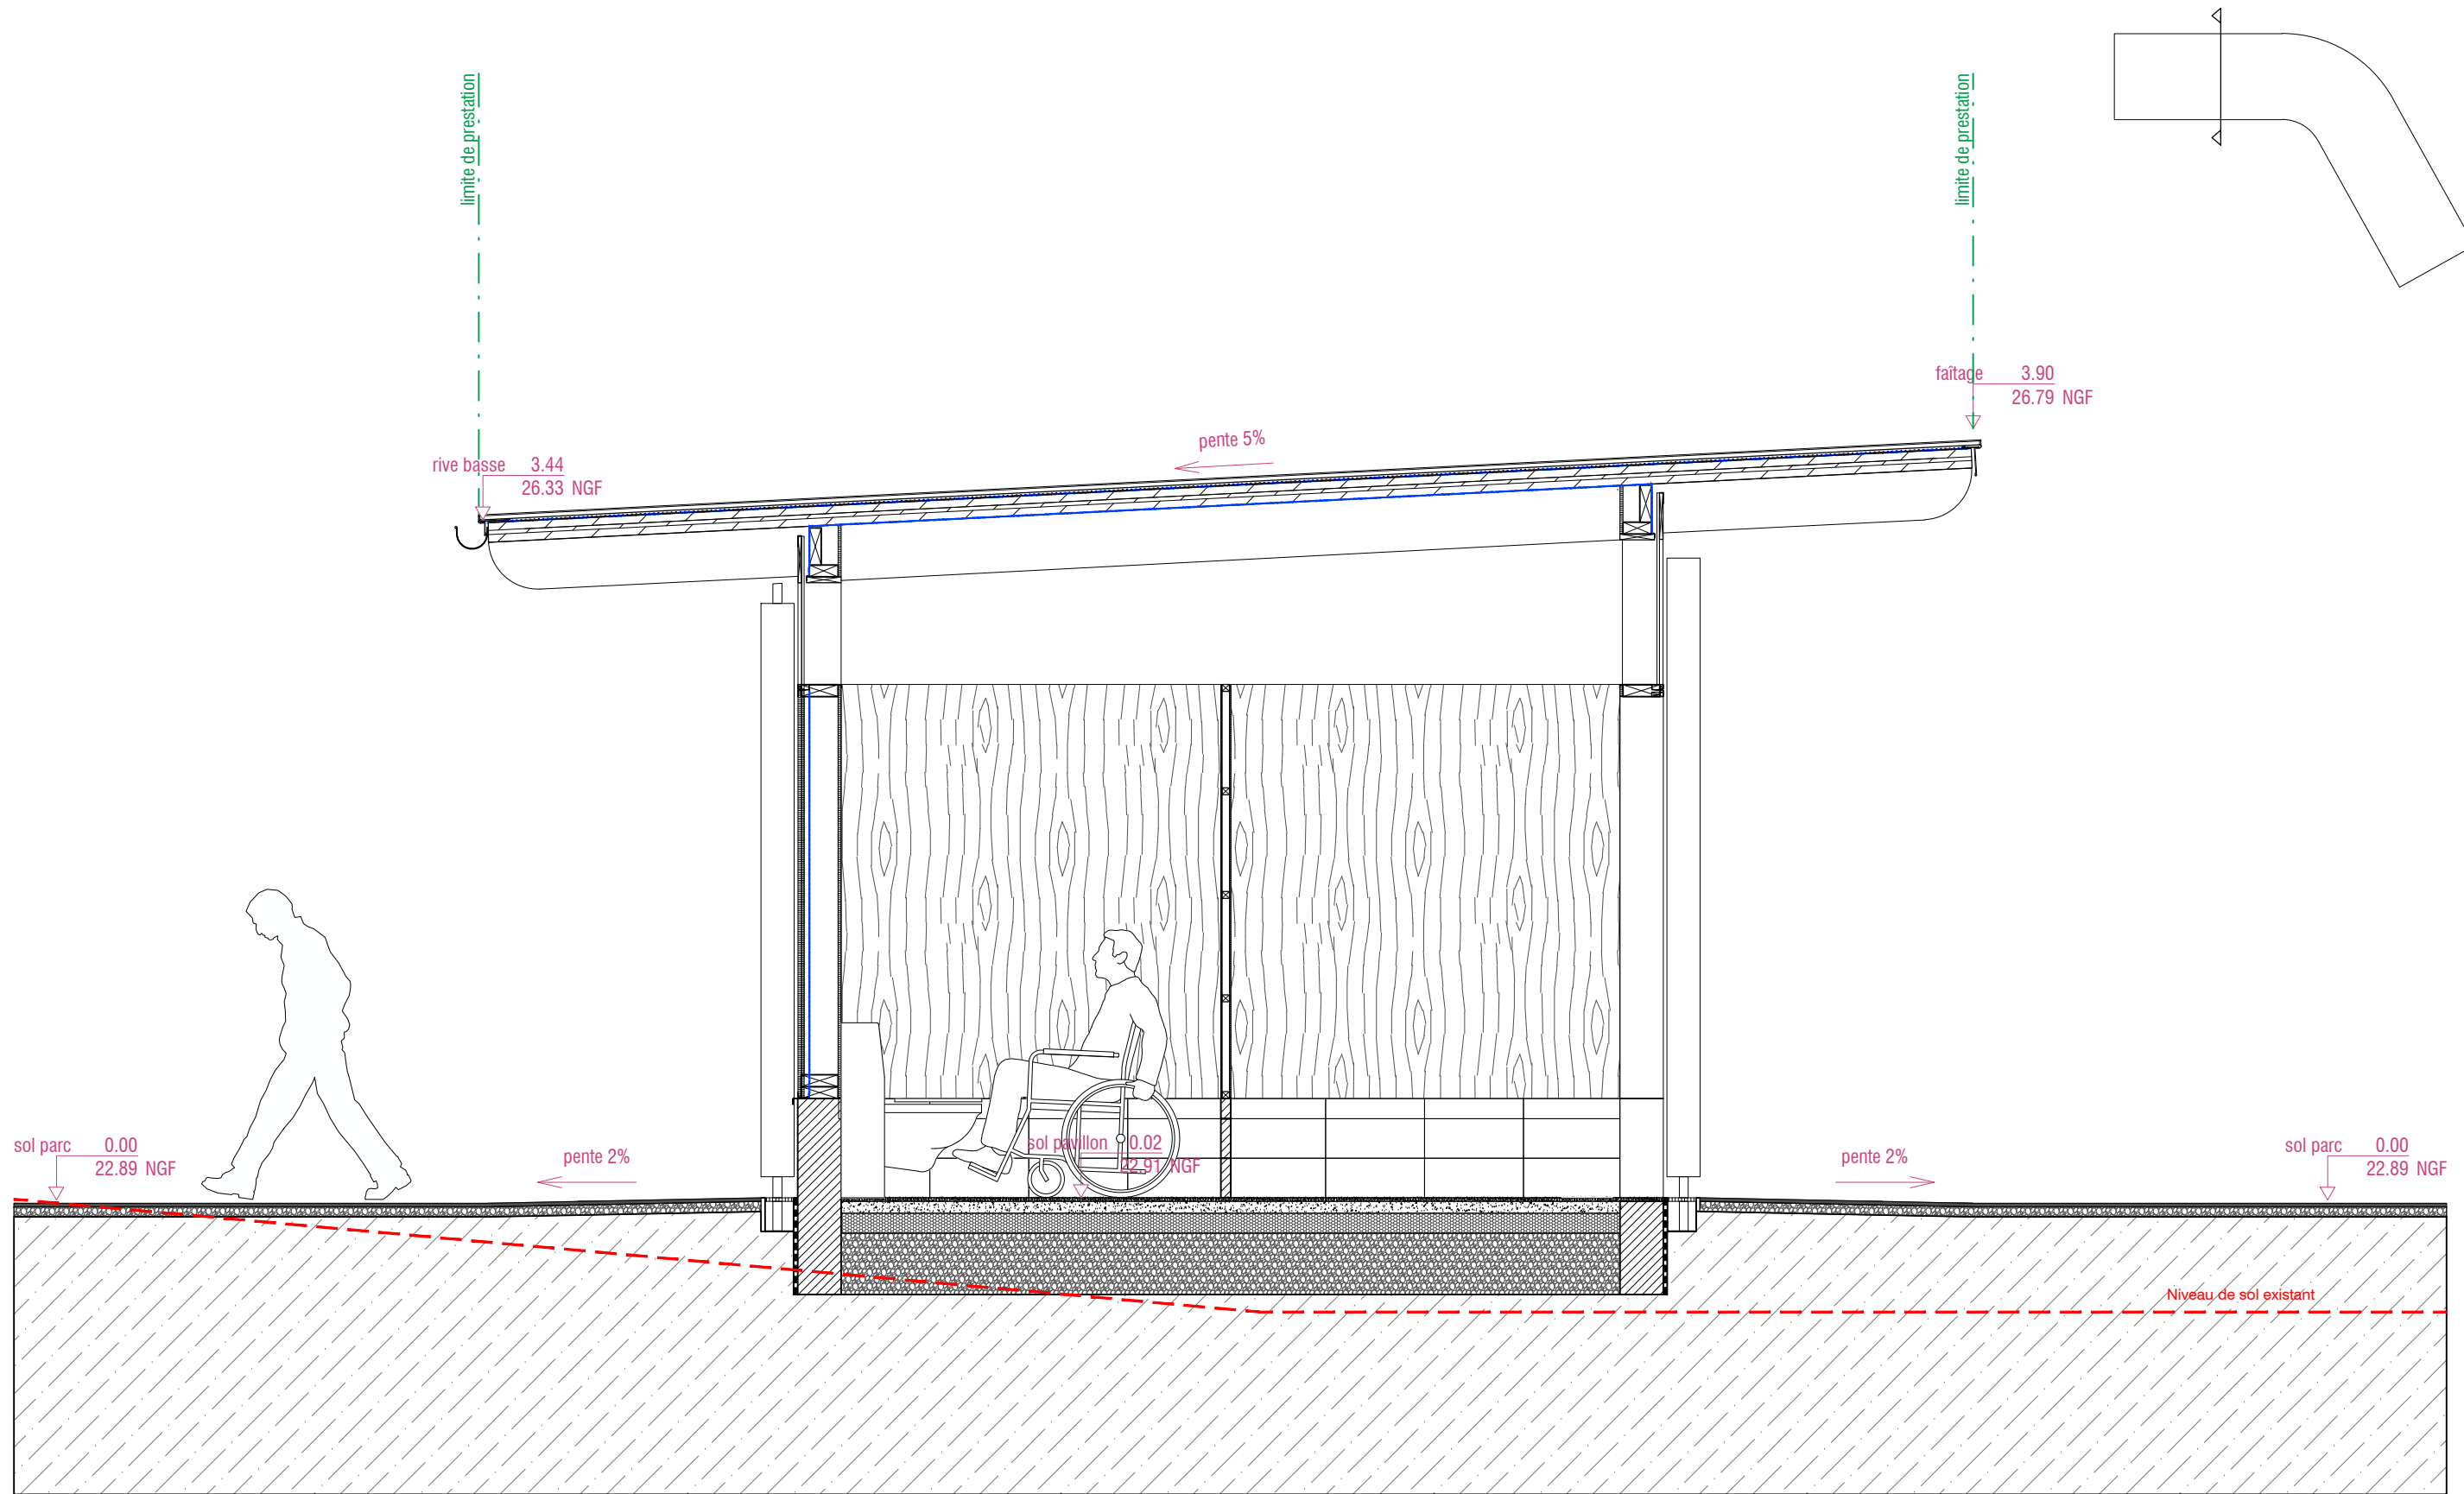 limite de prestation
limite de prestation
faîtage 3.90
26.79 NGF
pente 5%
rive basse 3.44
26.33 NGF
sol parc 0.00
22.89 NGF
pente 2%
sol pavillon 0.02
22.91 NGF
pente 2%
sol parc 0.00
22.89 NGF
Niveau de sol existant